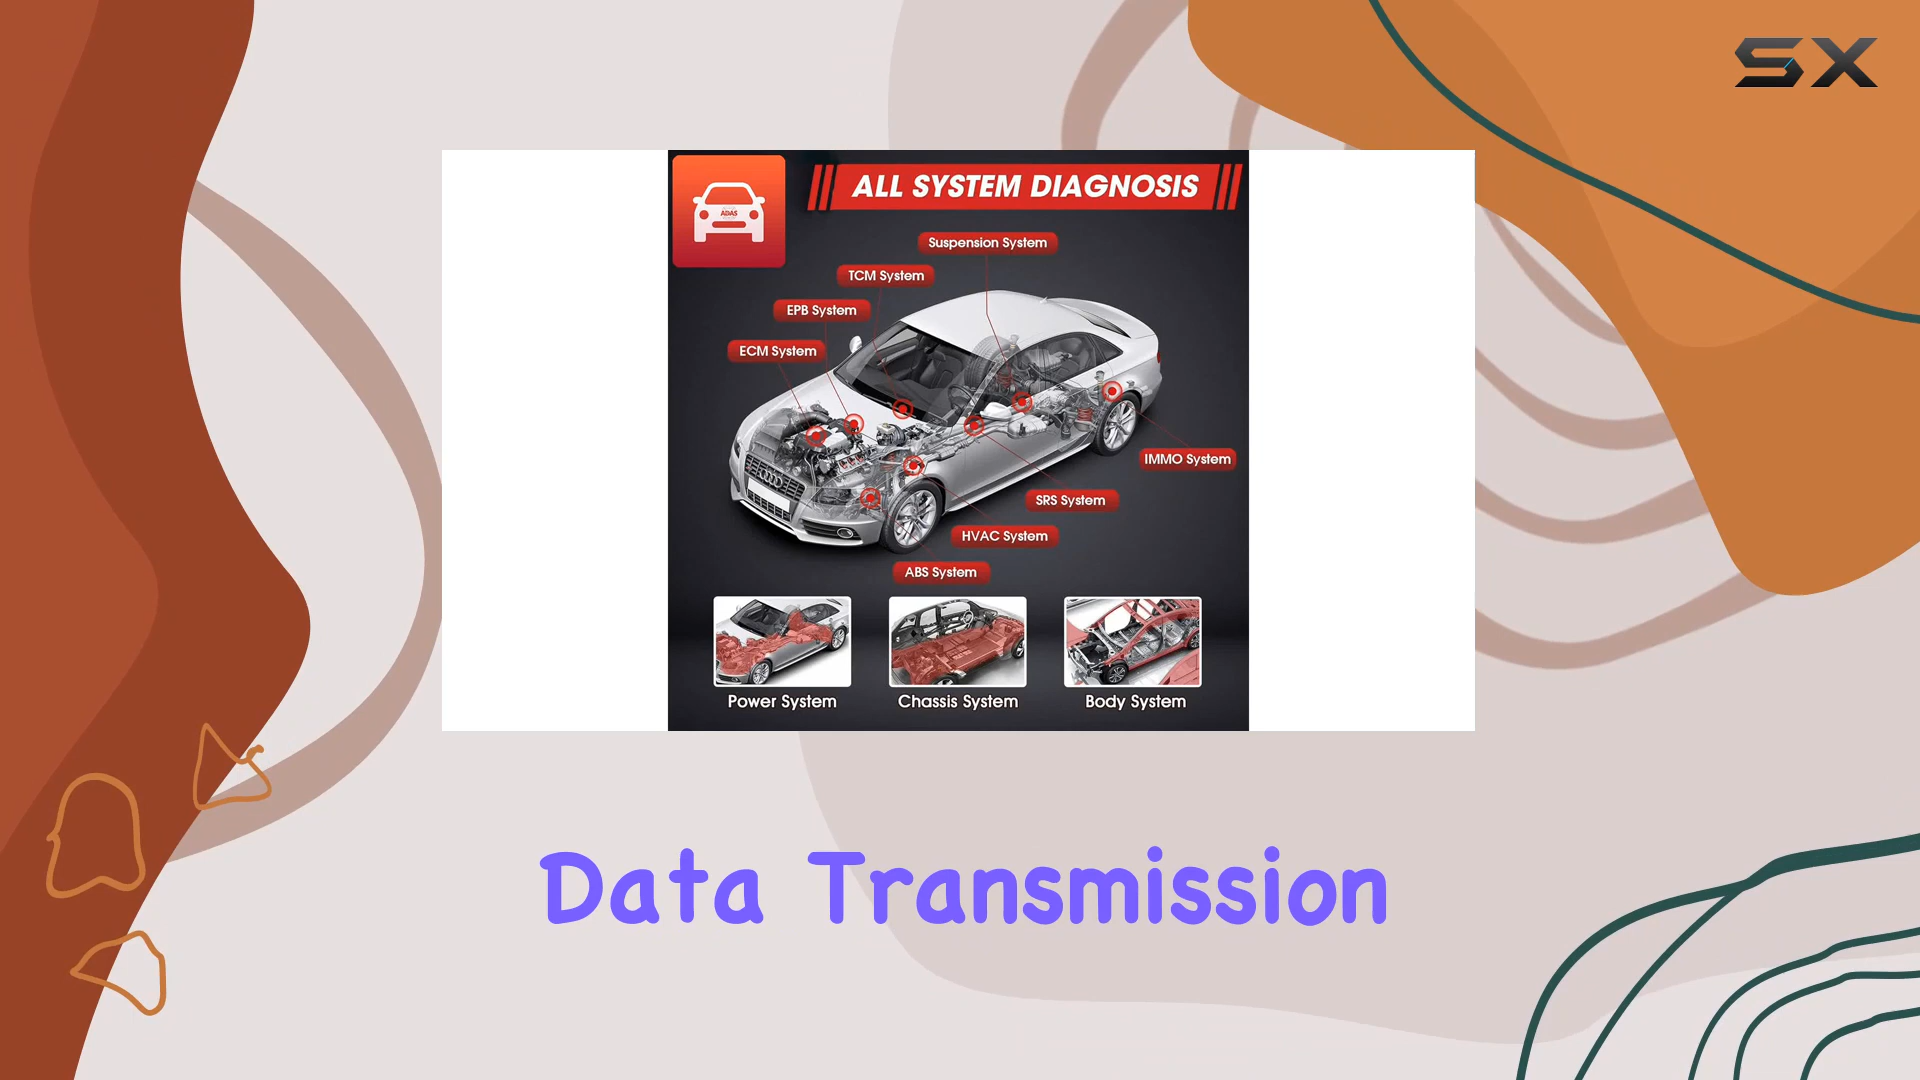 SX
ADAS
ALL SYSTEM DIAGNOSIS
Suspension System
TCM System
EPB System
ECM System
IMMO System
SRS System
HVAC System
ABS System
Power System
Chassis System
Body System
Data Transmission